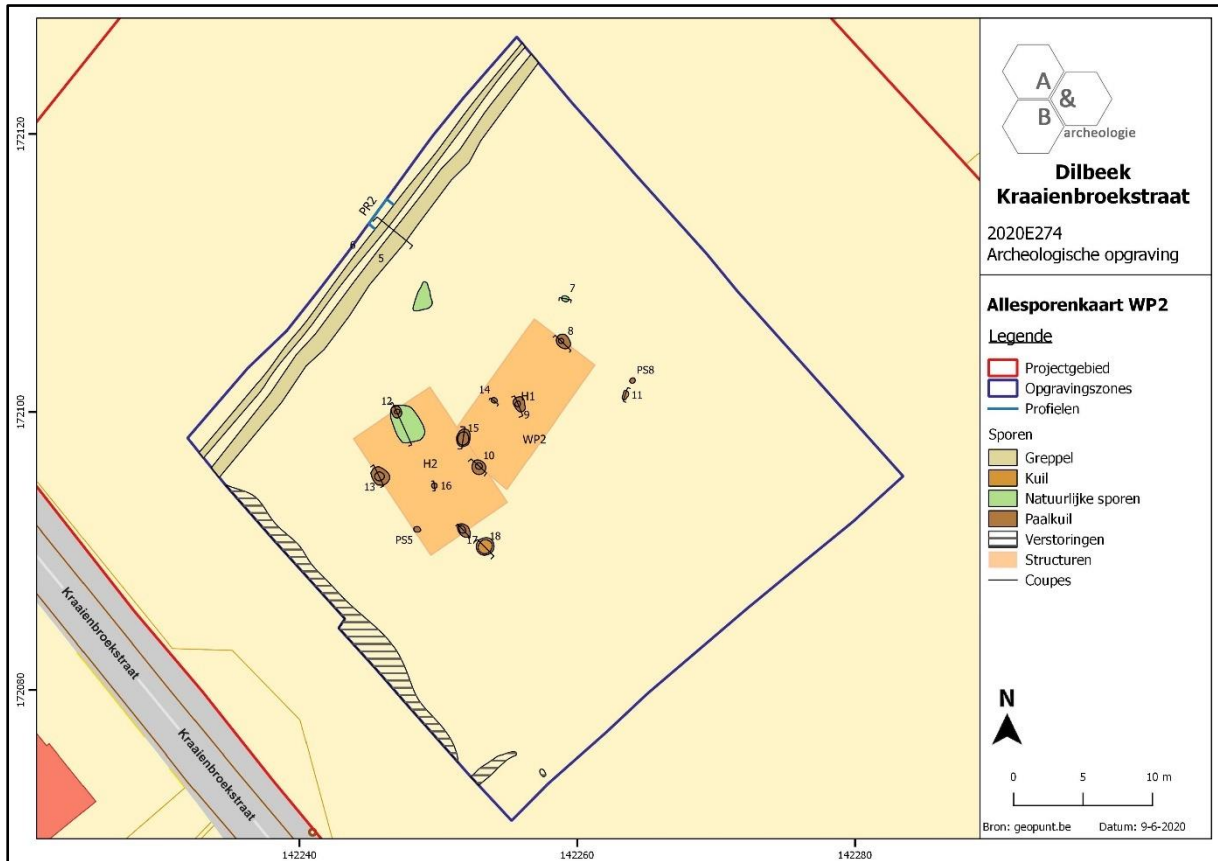 A
&
B
archeologie
Dilbeek
Kraaienbroekstraat
2020E274
Archeologische opgraving
Allesporenkaart WP2
Legende
Projectgebied
Opgravingszones
Profielen
Sporen
Greppel
Kuil
Natuurlijke sporen
Paalkuil
Verstoringen
Structuren
Coupes
N
0 5 10 m
Bron: geopunt.be Datum: 9-6-2020
172120
172100
172080
142240 142260 142280
PR2
6
5
7
8
PS8
11
14
H1
9
12
15
WP2
10
H2
13
16
PS5
17
18
Kraaienbroekstraat
Kraaienbroekstraat